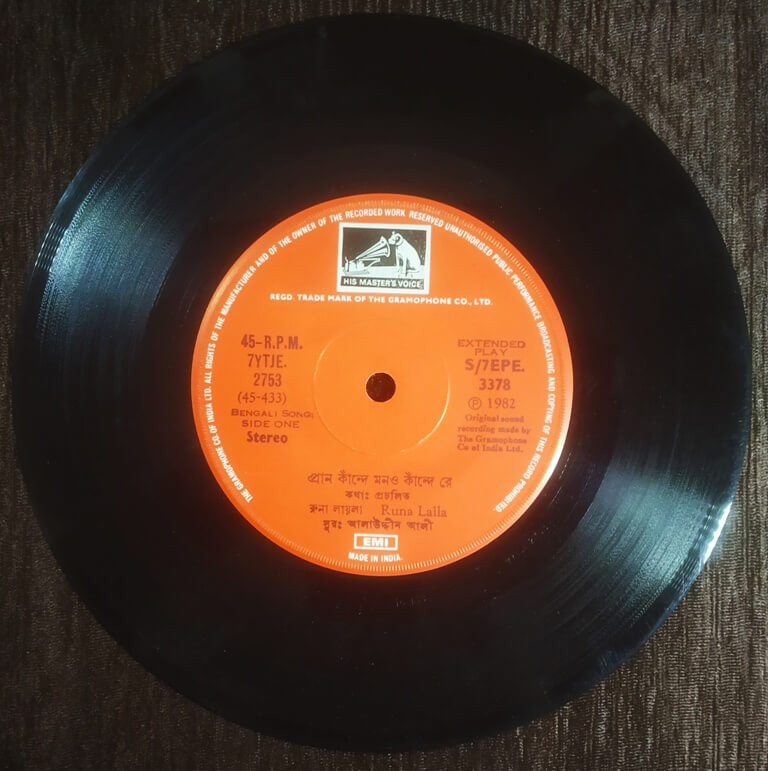 THE GRAMOPHONE CO. OF INDIA LTD. ALL RIGHTS OF THE MANUFACTURER AND OF THE OWNER OF THE RECORDED WORK RESERVED UNAUTHORISED PUBLIC PERFORMANCE BROADCASTING AND COPYING OF THIS RECORD PROHIBITED
HIS MASTER'S VOICE
REGD. TRADE MARK OF THE GRAMOPHONE CO., LTD.
45-R.P.M.
7YTJE.
2753
(45-433)
BENGALI SONG;
SIDE ONE
Stereo
EXTENDED
PLAY
S/7EPE.
3378
Ⓟ 1982
Original sound
recording made by
The Gramophone
Co of India Ltd.
প্রান কাঁন্দে মনও কাঁন্দে রে
কথাঃ প্রচলিত
রুনা লায়লা Runa Laila
সুরঃ আলাউদ্দীন আলী
EMI
MADE IN INDIA.